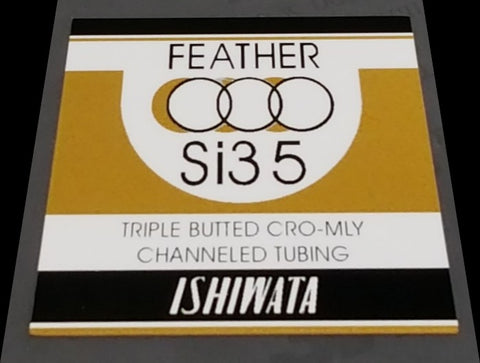 FEATHER
Si35
TRIPLE BUTTED CRO-MLY
CHANNELED TUBING
ISHIWATA